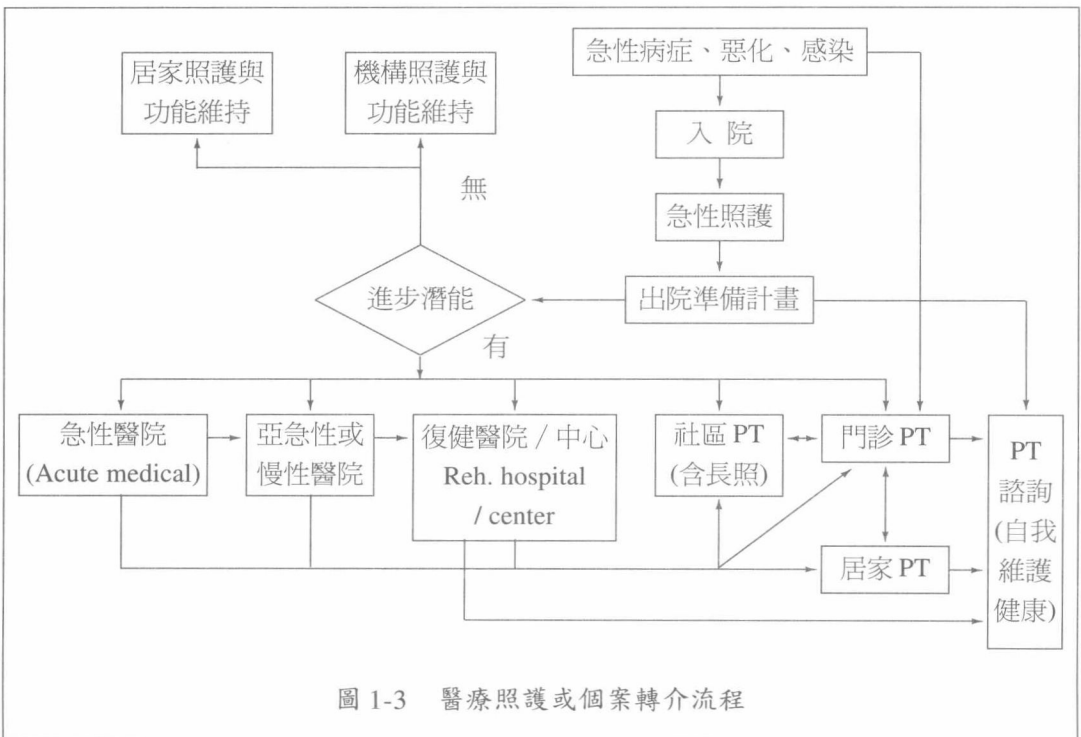 急性病症、惡化、感染
居家照護與
功能維持
機構照護與
功能維持
入 院
無
急性照護
進步潛能
出院準備計畫
有
急性醫院
(Acute medical)
亞急性或
慢性醫院
復健醫院 / 中心
Reh. hospital
/ center
社區 PT
(含長照)
門診 PT
居家 PT
PT
諮詢
(自我
維護
健康)
圖 1-3 醫療照護或個案轉介流程